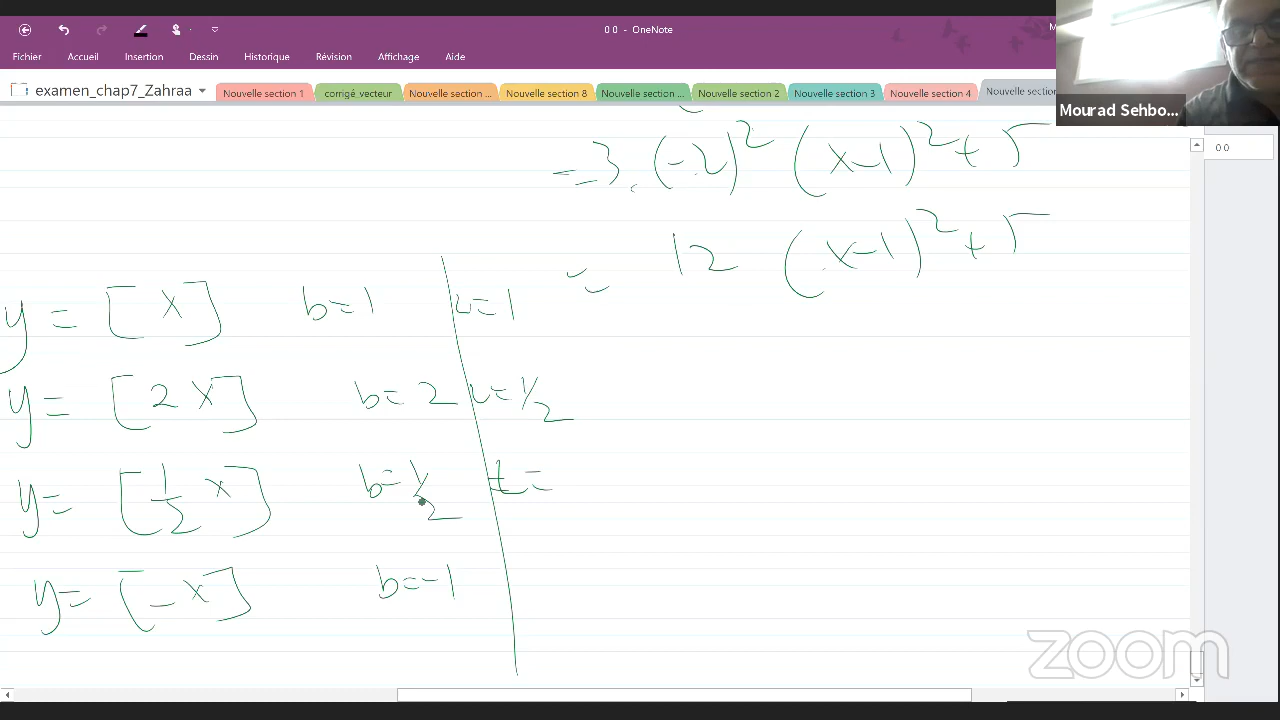 0 0 - OneNote
Fichier Accueil Insertion Dessin Historique Révision Affichage Aide
examen_chap7_Zahraa Nouvelle section 1 corrigé_vecteur Nouvelle section ... Nouvelle section 8 Nouvelle section ... Nouvelle section 2 Nouvelle section 3 Nouvelle section 4 Nouvelle section
Mourad Sehbo...
0 0
= 3. (-2)² (x-1)² + 5
= 12 (x-1)² + 5
y = [x] b=1 L=1
y = [2x] b=2 L=1/2
y = [1/2 x] b=1/2 t=
y = [-x] b=-1
zoom